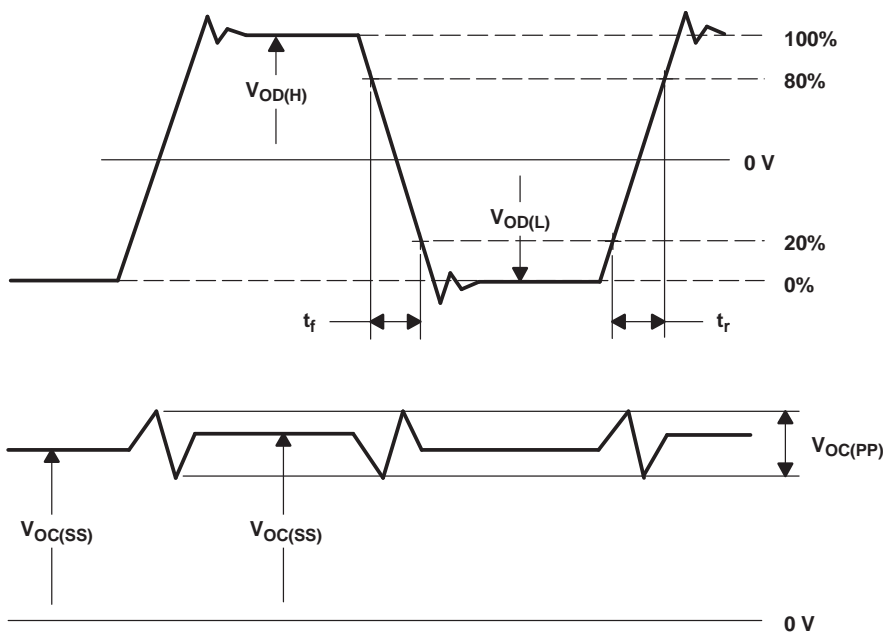 100%
80%
V_OD(H)
0 V
V_OD(L)
20%
0%
t_f
t_r
V_OC(PP)
V_OC(SS)
V_OC(SS)
0 V